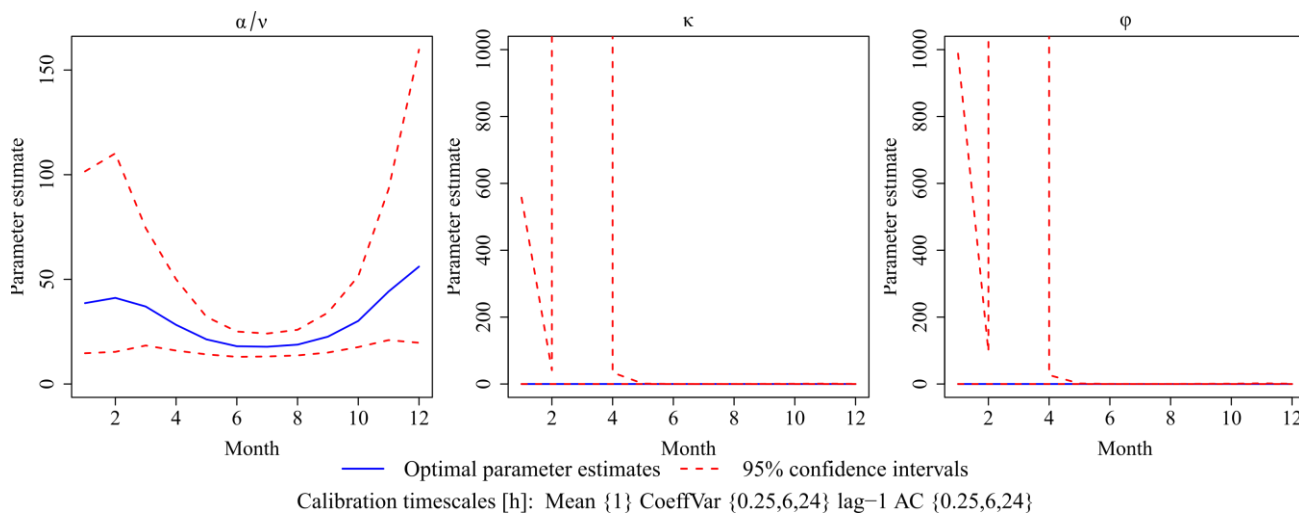 α/ν
κ
φ
Parameter estimate
0
50
100
150
2
4
6
8
10
12
Month
Parameter estimate
0
200
400
600
800
1000
2
4
6
8
10
12
Month
Parameter estimate
0
200
400
600
800
1000
2
4
6
8
10
12
Month
Optimal parameter estimates
95% confidence intervals
Calibration timescales [h]: Mean {1} CoeffVar {0.25,6,24} lag−1 AC {0.25,6,24}